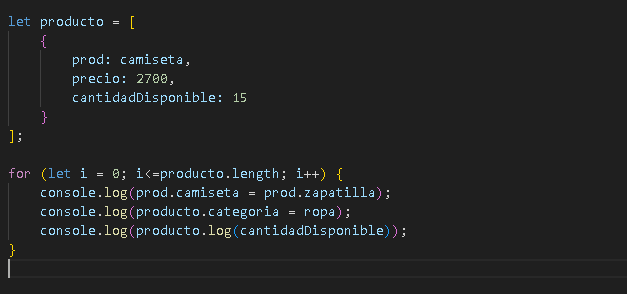 let producto = [
    {
        prod: camiseta,
        precio: 2700,
        cantidadDisponible: 15
    }
];
for (let i = 0; i<=producto.length; i++) {
    console.log(prod.camiseta = prod.zapatilla);
    console.log(producto.categoria = ropa);
    console.log(producto.log(cantidadDisponible));
}